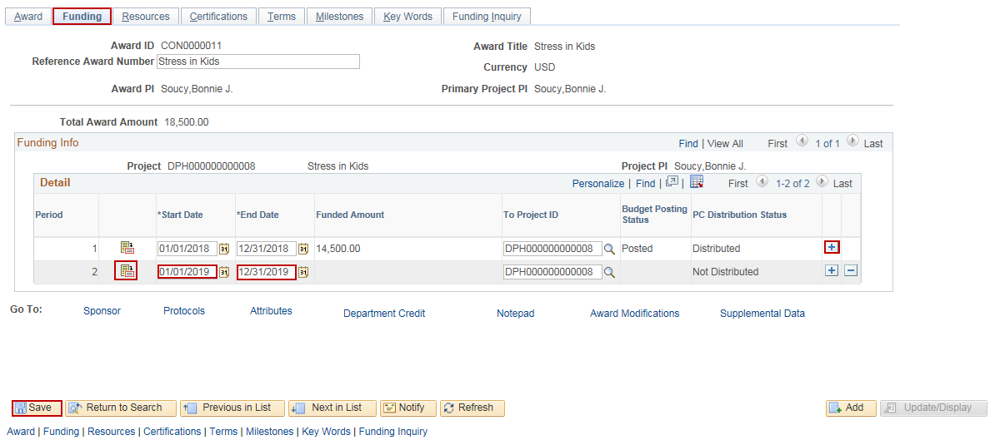 Award Funding Resources Certifications Terms Milestones Key Words Funding Inquiry
Award ID CON0000011 Award Title Stress in Kids
Reference Award Number Stress in Kids Currency USD
Award PI Soucy,Bonnie J. Primary Project PI Soucy,Bonnie J.
Total Award Amount 18,500.00
Funding Info Find | View All First 1 of 1 Last
Project DPH000000000008 Stress in Kids Project PI Soucy,Bonnie J.
Detail Personalize | Find | | First 1-2 of 2 Last
Period *Start Date *End Date Funded Amount To Project ID Budget Posting Status PC Distribution Status
1 01/01/2018 31 12/31/2018 31 14,500.00 DPH000000000008 Posted Distributed
2 01/01/2019 31 12/31/2019 31 DPH000000000008 Not Distributed
Go To: Sponsor Protocols Attributes Department Credit Notepad Award Modifications Supplemental Data
Save Return to Search Previous in List Next in List Notify Refresh Add Update/Display
Award | Funding | Resources | Certifications | Terms | Milestones | Key Words | Funding Inquiry